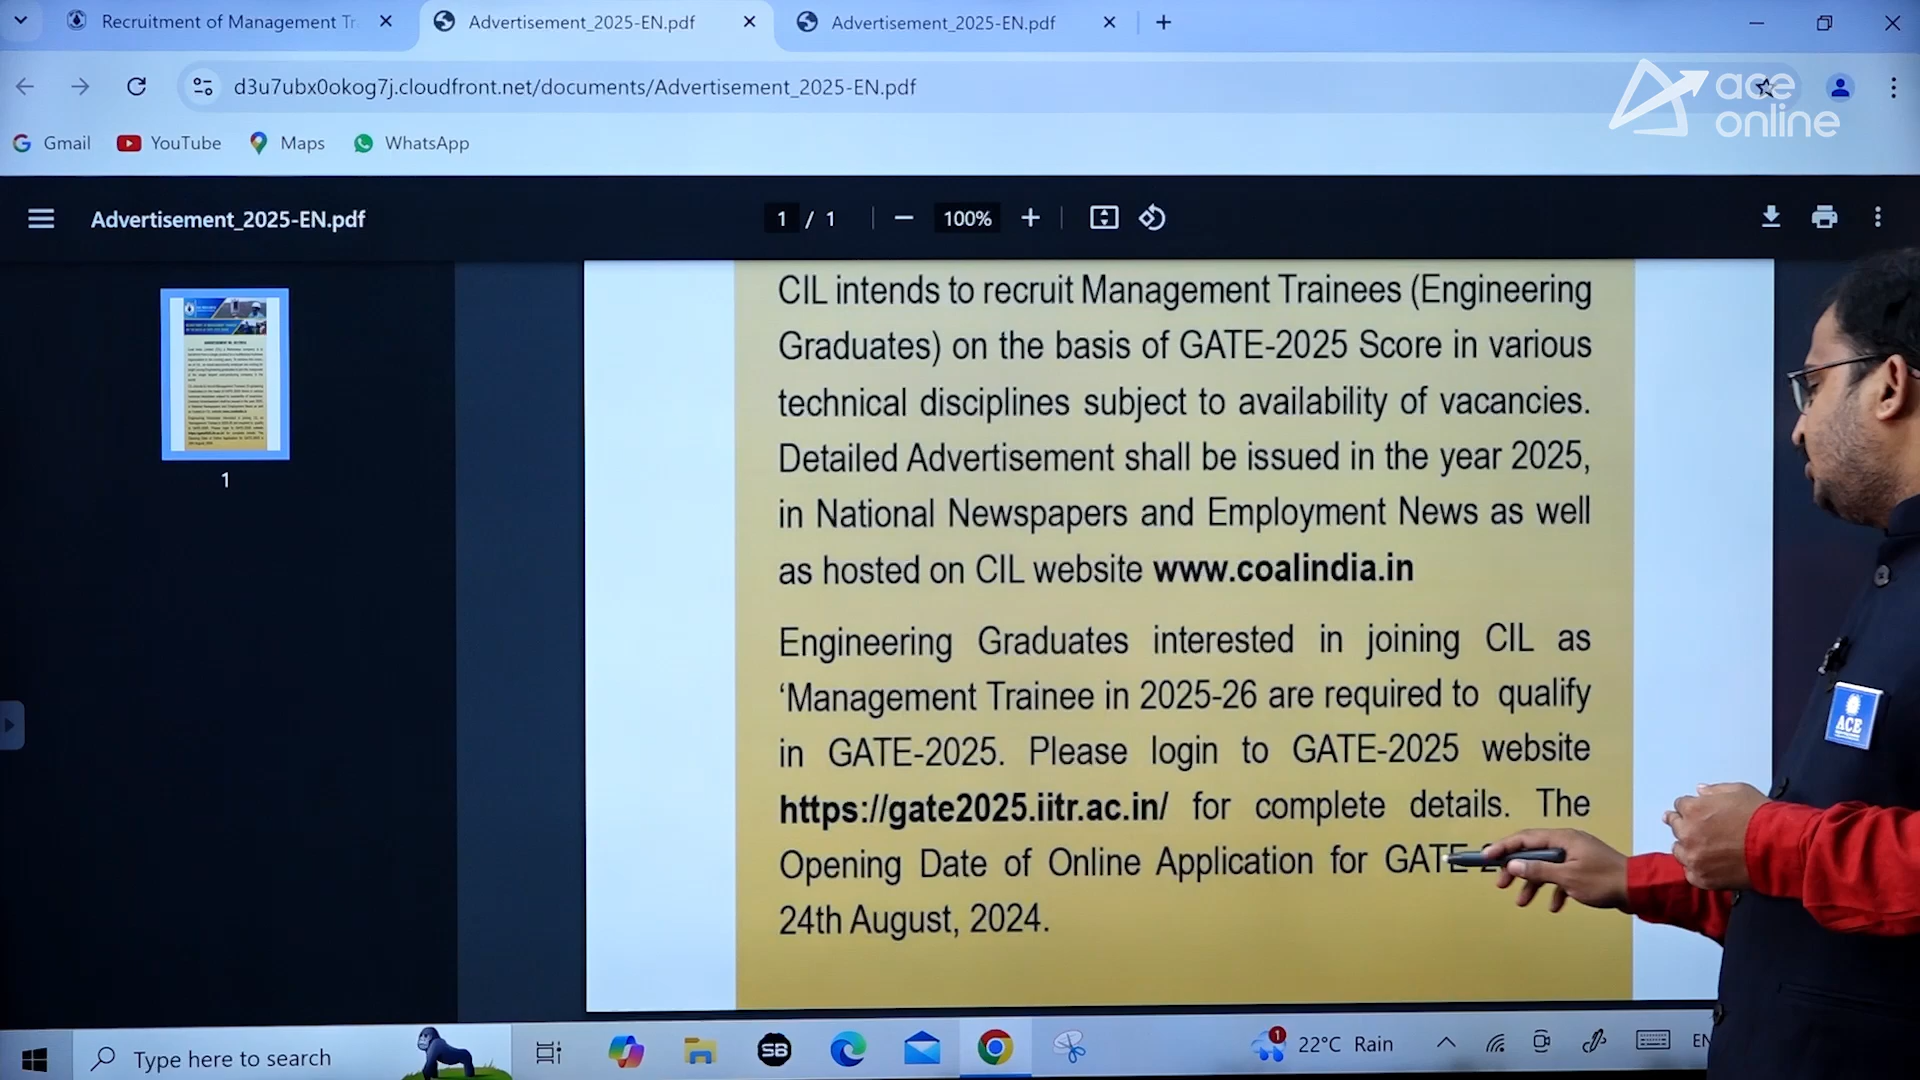 Recruitment of Management Tr
Advertisement_2025-EN.pdf
Advertisement_2025-EN.pdf
d3u7ubx0okog7j.cloudfront.net/documents/Advertisement_2025-EN.pdf
ace
online
Gmail
YouTube
Maps
WhatsApp
Advertisement_2025-EN.pdf
1 / 1
100%
1
CIL intends to recruit Management Trainees (Engineering
Graduates) on the basis of GATE-2025 Score in various
technical disciplines subject to availability of vacancies.
Detailed Advertisement shall be issued in the year 2025,
in National Newspapers and Employment News as well
as hosted on CIL website www.coalindia.in
Engineering Graduates interested in joining CIL as
‘Management Trainee in 2025-26 are required to qualify
in GATE-2025. Please login to GATE-2025 website
https://gate2025.iitr.ac.in/ for complete details. The
Opening Date of Online Application for GATE-2
24th August, 2024.
ACE
Type here to search
SB
1
22°C Rain
EN